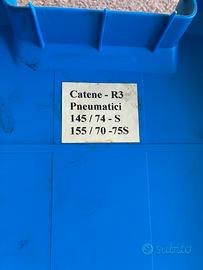 Catene - R3
Pneumatici
145 / 74 - S
155 / 70 -75S
subito